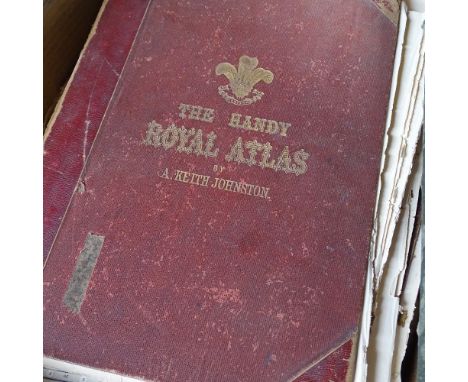 THE HANDY
ROYAL ATLAS
BY
A. KEITH JOHNSTON.